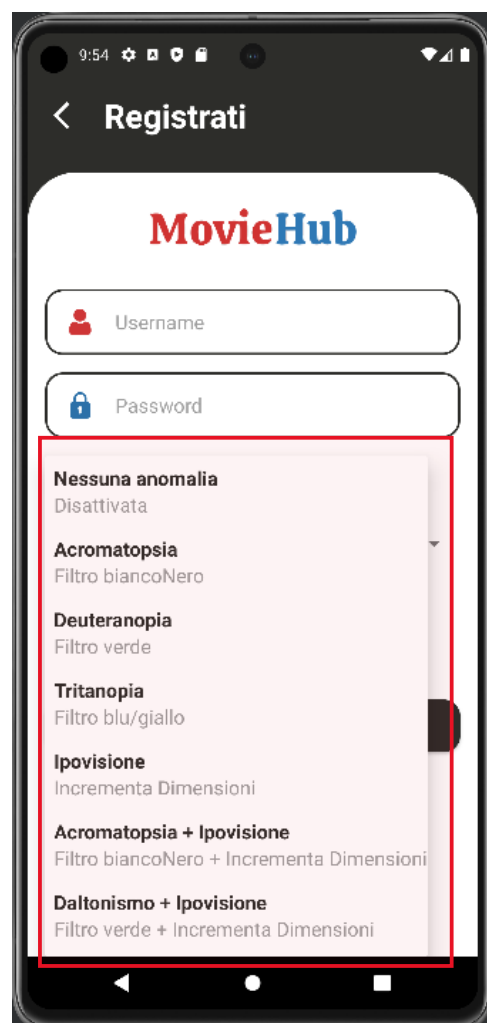 9:54
Registrati
MovieHub
Username
Password
Nessuna anomalia
Disattivata
Acromatopsia
Filtro biancoNero
Deuteranopia
Filtro verde
Tritanopia
Filtro blu/giallo
Ipovisione
Incrementa Dimensioni
Acromatopsia + Ipovisione
Filtro biancoNero + Incrementa Dimensioni
Daltonismo + Ipovisione
Filtro verde + Incrementa Dimensioni